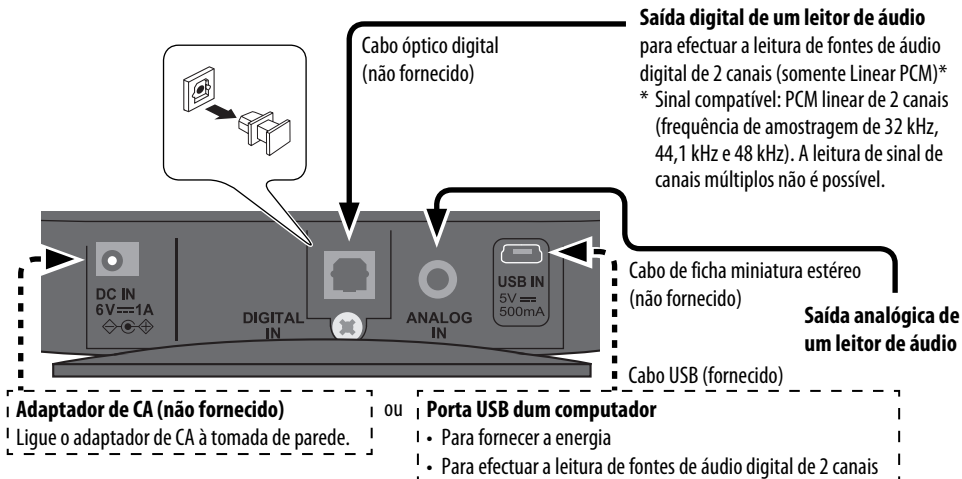 Saída digital de um leitor de áudio
para efectuar a leitura de fontes de áudio
digital de 2 canais (somente Linear PCM)*
* Sinal compatível: PCM linear de 2 canais
(frequência de amostragem de 32 kHz,
44,1 kHz e 48 kHz). A leitura de sinal de
canais múltiplos não é possível.
Cabo óptico digital
(não fornecido)
DC IN
6V⎓1A
DIGITAL
IN
ANALOG
IN
USB IN
5V⎓
500mA
Cabo de ficha miniatura estéreo
(não fornecido)
Saída analógica de
um leitor de áudio
Cabo USB (fornecido)
Adaptador de CA (não fornecido)
Ligue o adaptador de CA à tomada de parede.
ou
Porta USB dum computador
• Para fornecer a energia
• Para efectuar a leitura de fontes de áudio digital de 2 canais